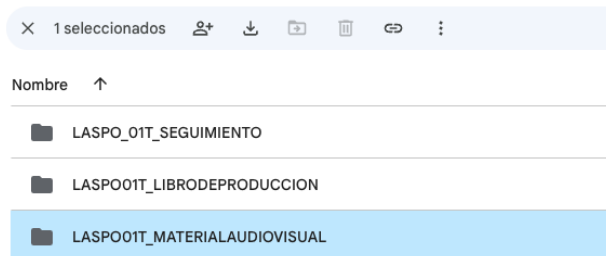 1 seleccionados
Nombre
LASPO_01T_SEGUIMIENTO
LASPO01T_LIBRODEPRODUCCION
LASPO01T_MATERIALAUDIOVISUAL